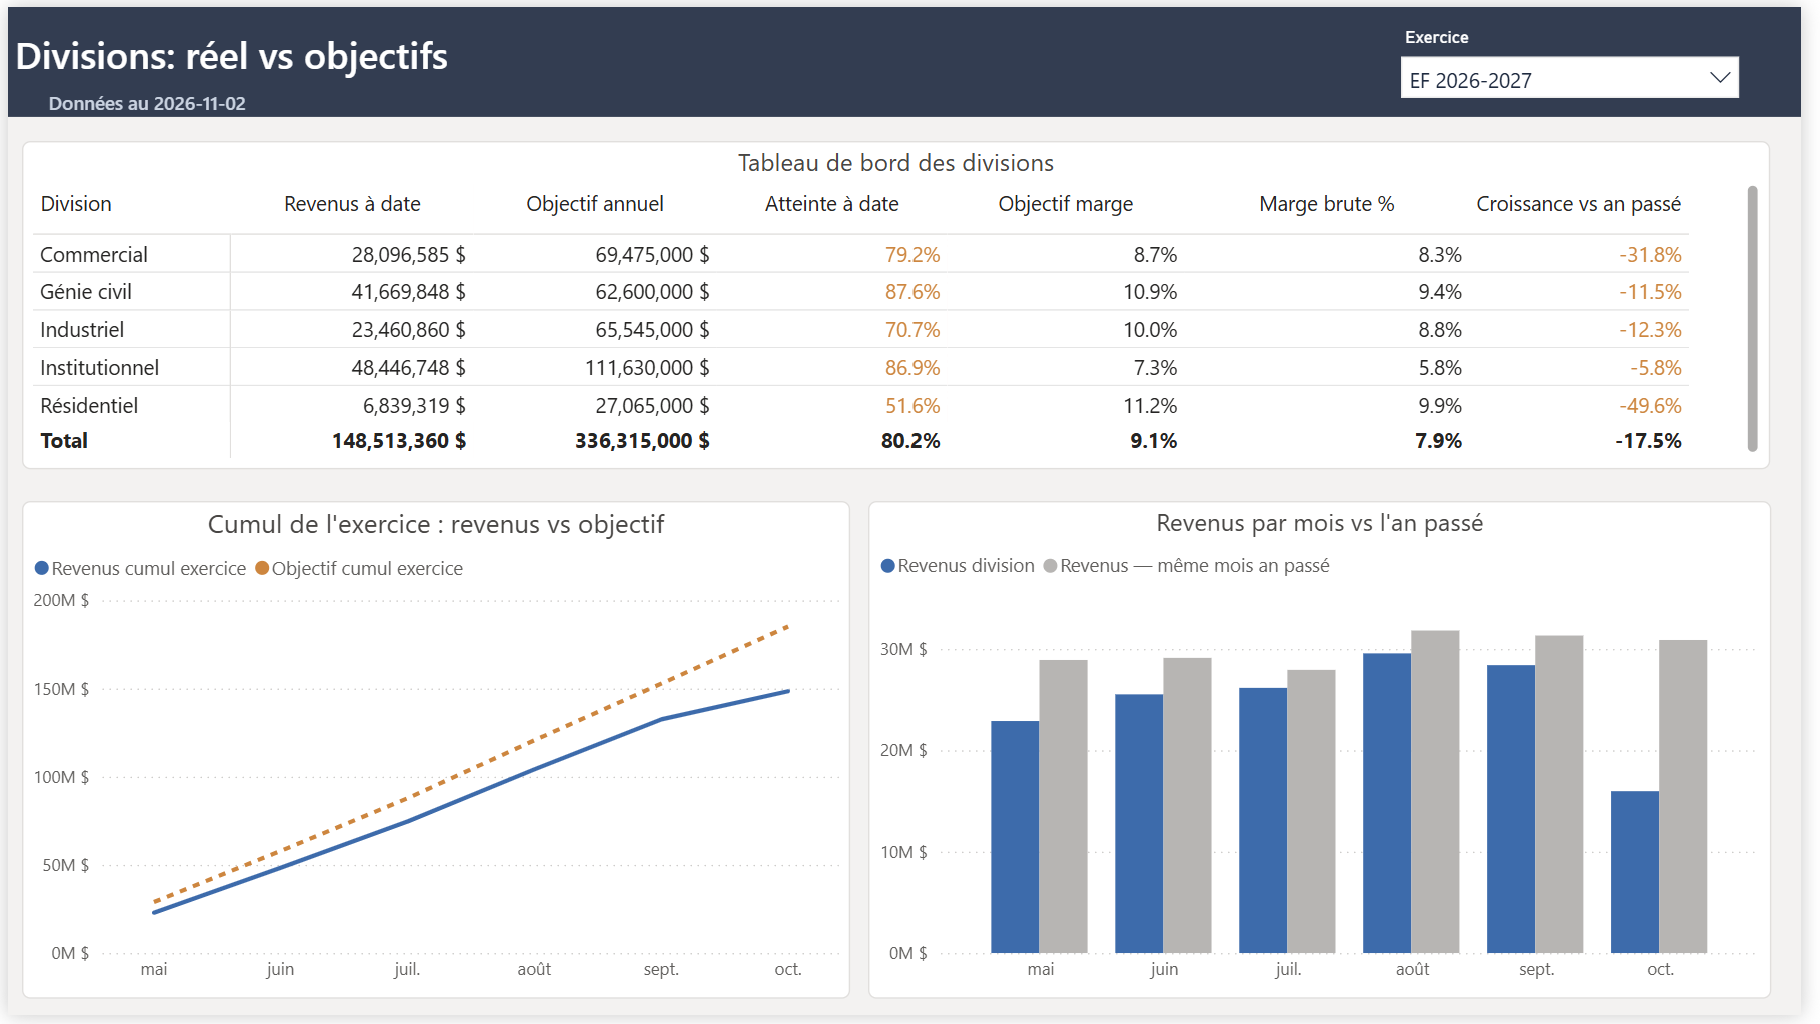 Divisions: réel vs objectifs
Données au 2026-11-02
Exercice
EF 2026-2027
Tableau de bord des divisions
Division Revenus à date Objectif annuel Atteinte à date Objectif marge Marge brute % Croissance vs an passé
Commercial 28,096,585 $ 69,475,000 $ 79.2% 8.7% 8.3% -31.8%
Génie civil 41,669,848 $ 62,600,000 $ 87.6% 10.9% 9.4% -11.5%
Industriel 23,460,860 $ 65,545,000 $ 70.7% 10.0% 8.8% -12.3%
Institutionnel 48,446,748 $ 111,630,000 $ 86.9% 7.3% 5.8% -5.8%
Résidentiel 6,839,319 $ 27,065,000 $ 51.6% 11.2% 9.9% -49.6%
Total 148,513,360 $ 336,315,000 $ 80.2% 9.1% 7.9% -17.5%
Cumul de l'exercice : revenus vs objectif
Revenus cumul exercice Objectif cumul exercice
200M $
150M $
100M $
50M $
0M $
mai juin juil. août sept. oct.
Revenus par mois vs l'an passé
Revenus division Revenus — même mois an passé
30M $
20M $
10M $
0M $
mai juin juil. août sept. oct.